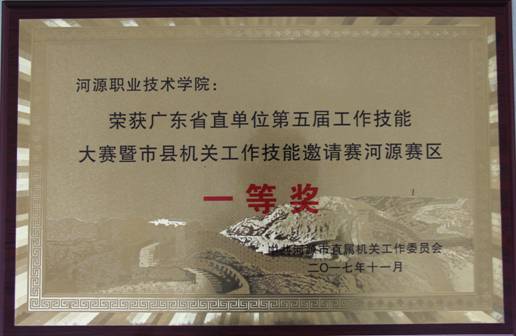 河源职业技术学院：
荣获广东省直单位第五届工作技能
大赛暨市县机关工作技能邀请赛河源赛区
一等奖
中共河源市直属机关工作委员会
二〇一七年十一月